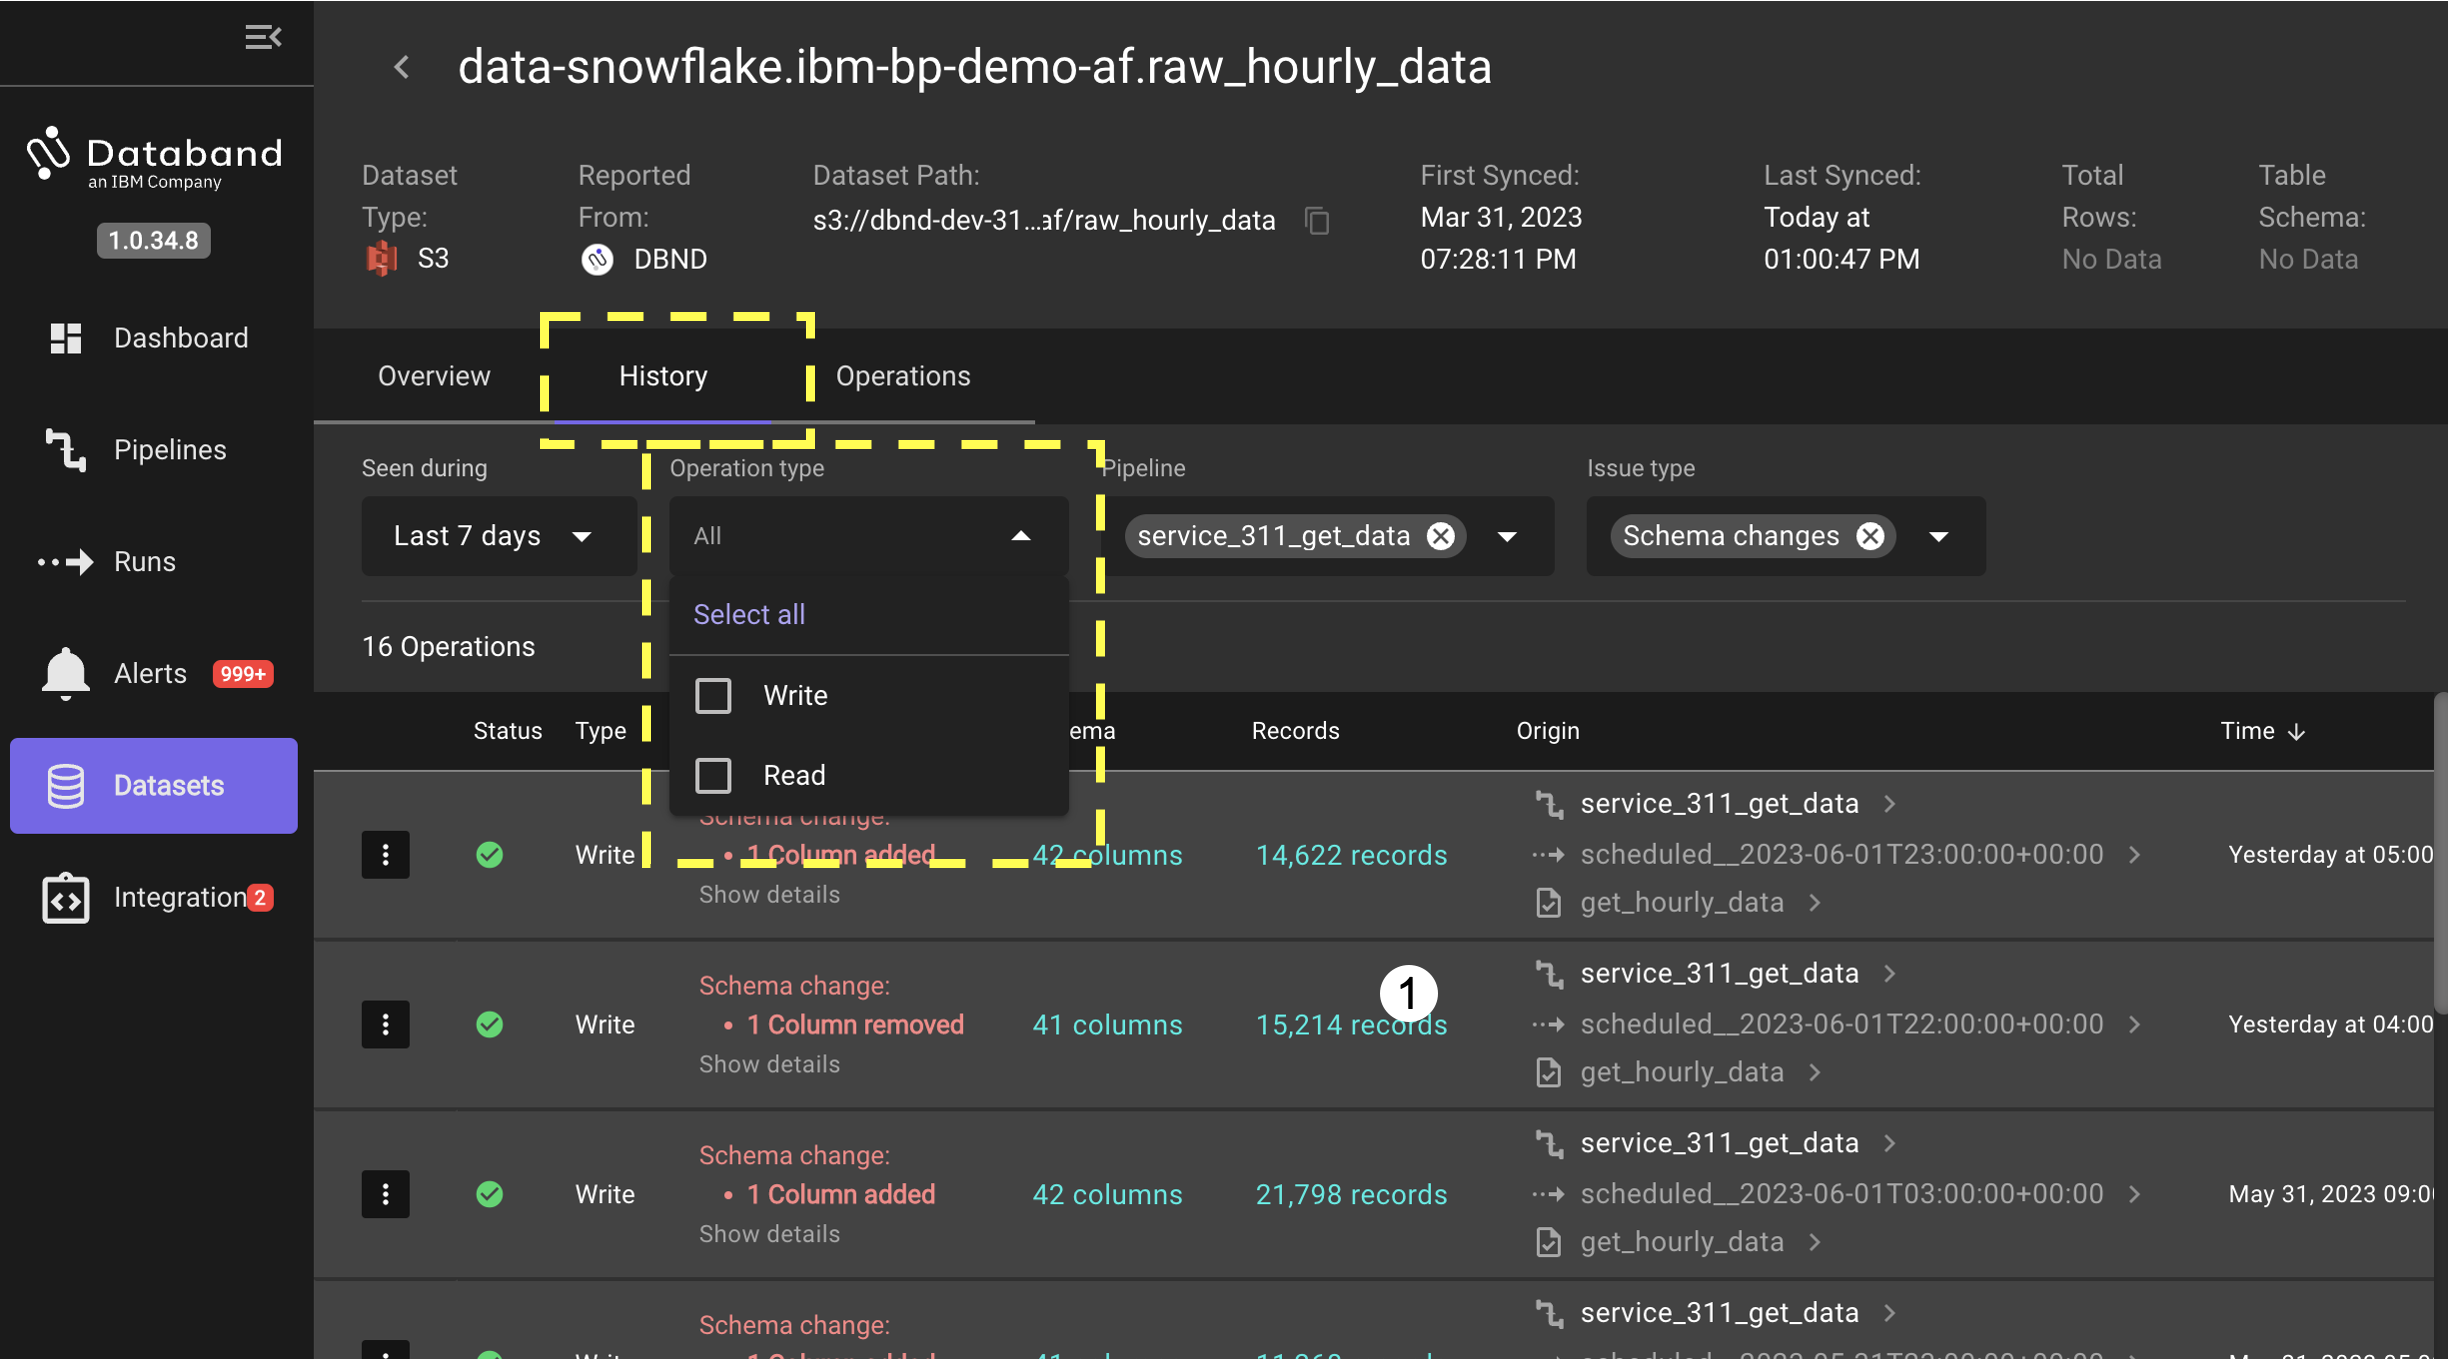 data-snowflake.ibm-bp-demo-af.raw_hourly_data
Databand
an IBM Company
1.0.34.8
Dashboard
Pipelines
Runs
Alerts 999+
Datasets
Integration 2
Dataset Type:
S3
Reported From:
DBND
Dataset Path:
s3://dbnd-dev-31...af/raw_hourly_data
First Synced:
Mar 31, 2023
07:28:11 PM
Last Synced:
Today at
01:00:47 PM
Total Rows:
No Data
Table Schema:
No Data
Overview History Operations
Seen during
Last 7 days
Operation type
All
Select all
Write
Read
Pipeline
service_311_get_data
Issue type
Schema changes
16 Operations
Status Type ema Records Origin Time
Schema change:
service_311_get_data
Write 1 Column added 42 columns 14,622 records scheduled__2023-06-01T23:00:00+00:00 Yesterday at 05:00
Show details get_hourly_data
Schema change: service_311_get_data
1
Write 1 Column removed 41 columns 15,214 records scheduled__2023-06-01T22:00:00+00:00 Yesterday at 04:00
Show details get_hourly_data
Schema change: service_311_get_data
Write 1 Column added 42 columns 21,798 records scheduled__2023-06-01T03:00:00+00:00 May 31, 2023 09:0
Show details get_hourly_data
Schema change: service_311_get_data